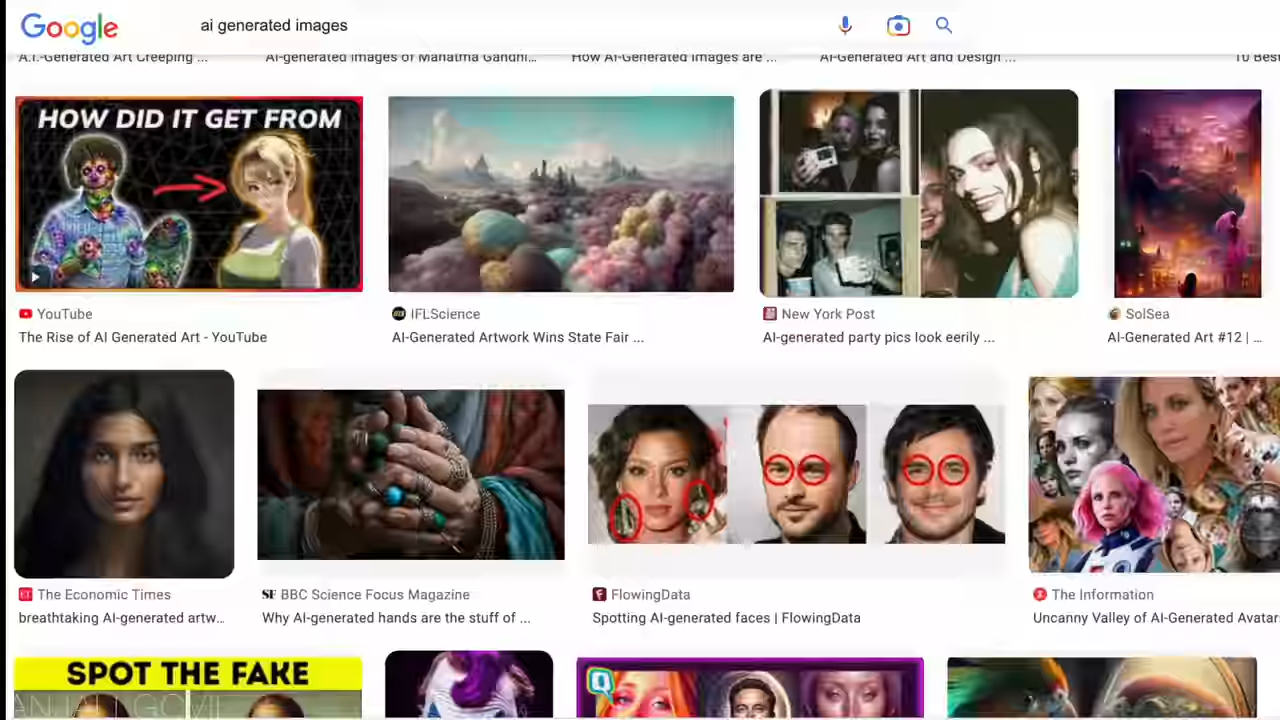 Google
ai generated images
A.I.-Generated Art Creeping ...
AI-generated images of Mahatma Gandhi...
How AI-Generated Images are ...
AI-Generated Art and Design ...
10 Best
HOW DID IT GET FROM
YouTube
The Rise of AI Generated Art - YouTube
IFLScience
AI-Generated Artwork Wins State Fair ...
New York Post
AI-generated party pics look eerily ...
SolSea
AI-Generated Art #12 | ...
The Economic Times
breathtaking AI-generated artw...
SF BBC Science Focus Magazine
Why AI-generated hands are the stuff of ...
FlowingData
Spotting AI-generated faces | FlowingData
The Information
Uncanny Valley of AI-Generated Avatar
SPOT THE FAKE